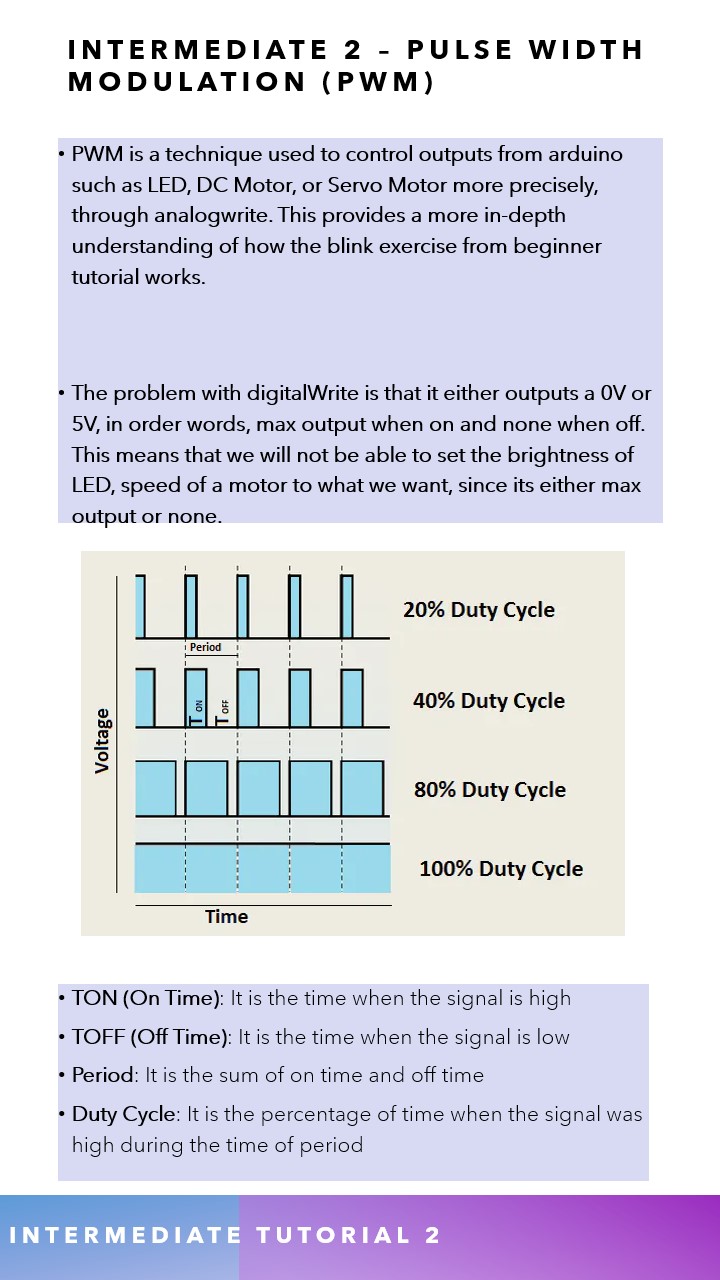 INTERMEDIATE 2 – PULSE WIDTH
MODULATION (PWM)
• PWM is a technique used to control outputs from arduino
such as LED, DC Motor, or Servo Motor more precisely,
through analogwrite. This provides a more in-depth
understanding of how the blink exercise from beginner
tutorial works.
• The problem with digitalWrite is that it either outputs a 0V or
5V, in order words, max output when on and none when off.
This means that we will not be able to set the brightness of
LED, speed of a motor to what we want, since its either max
output or none.
20% Duty Cycle
Period
40% Duty Cycle
TON
TOFF
Voltage
80% Duty Cycle
100% Duty Cycle
Time
• TON (On Time): It is the time when the signal is high
• TOFF (Off Time): It is the time when the signal is low
• Period: It is the sum of on time and off time
• Duty Cycle: It is the percentage of time when the signal was
high during the time of period
INTERMEDIATE TUTORIAL 2